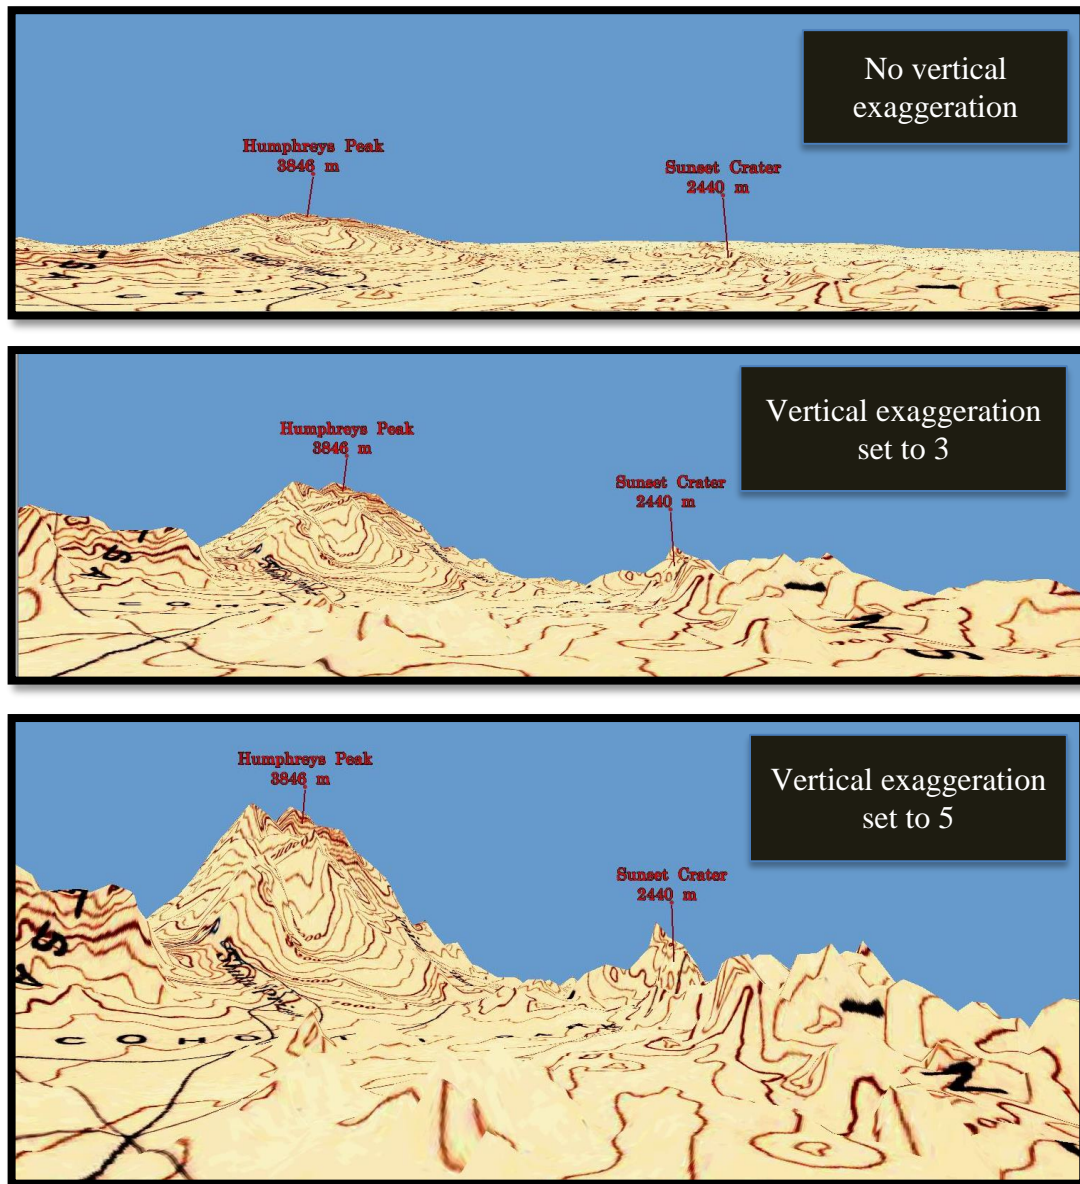 No vertical
exaggeration
Humphreys Peak
3846 m
Sunset Crater
2440 m
C O H O
Vertical exaggeration
set to 3
Humphreys Peak
3846 m
Sunset Crater
2440 m
C O H
N
Vertical exaggeration
set to 5
Humphreys Peak
3846 m
Sunset Crater
2440 m
C O H O
N